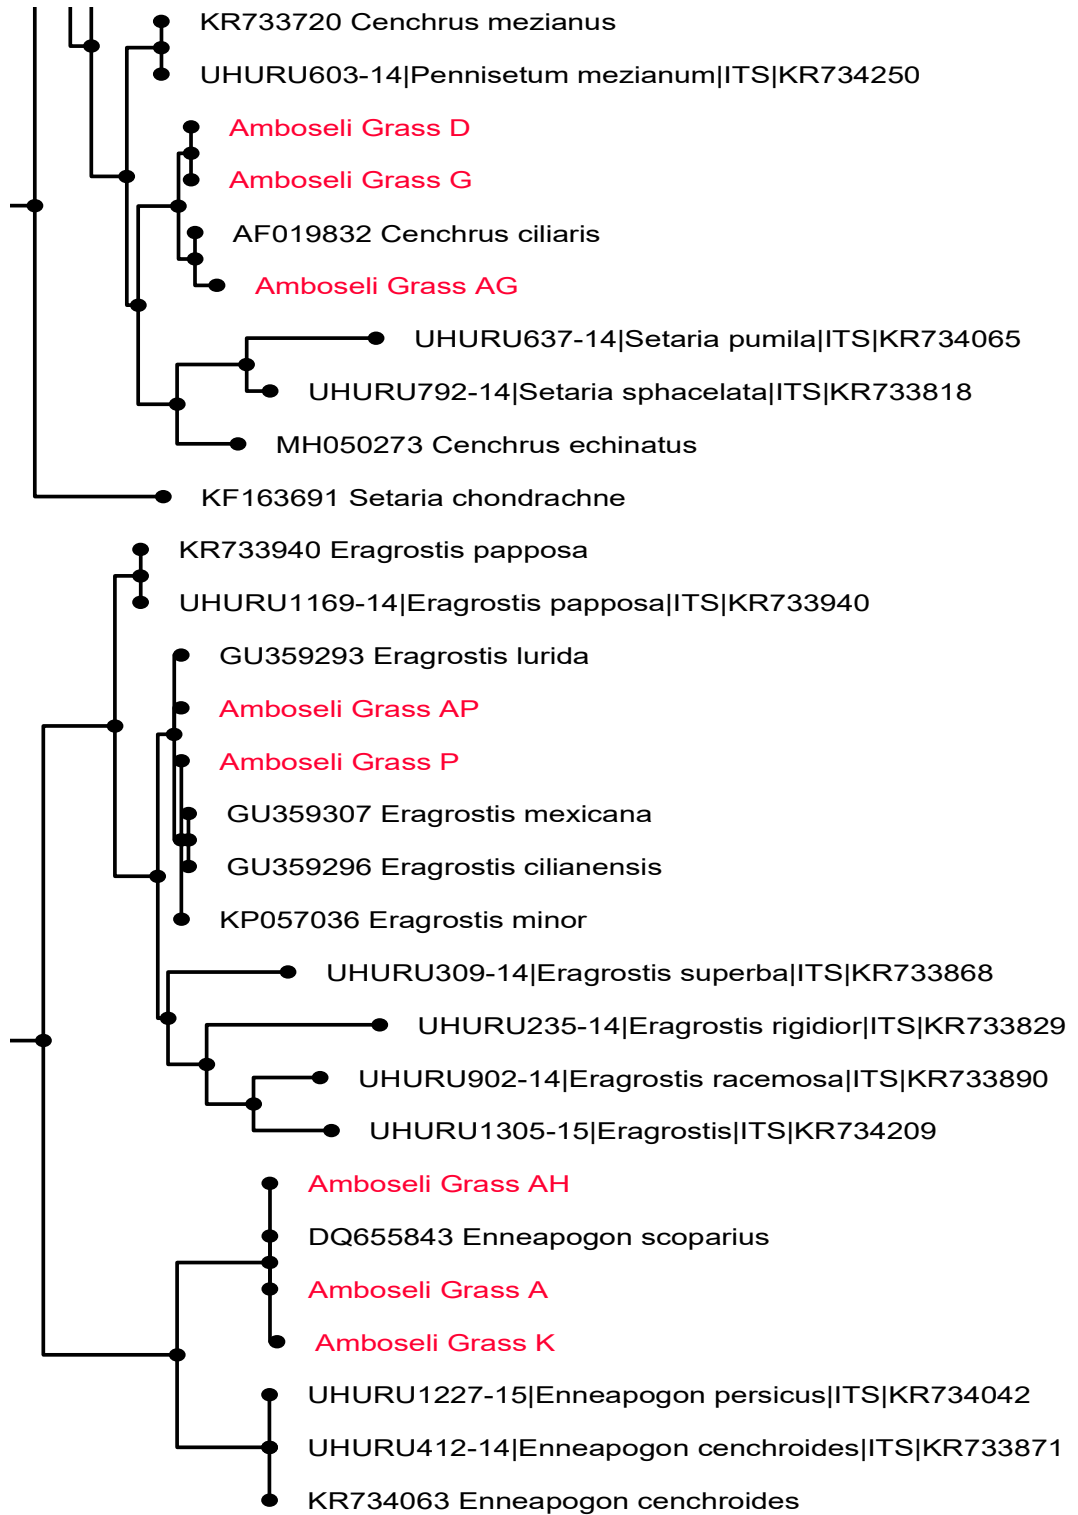 KR733720 Cenchrus mezianus
UHURU603-14|Pennisetum mezianum|ITS|KR734250
Amboseli Grass D
Amboseli Grass G
AF019832 Cenchrus ciliaris
Amboseli Grass AG
UHURU637-14|Setaria pumila|ITS|KR734065
UHURU792-14|Setaria sphacelata|ITS|KR733818
MH050273 Cenchrus echinatus
KF163691 Setaria chondrachne
KR733940 Eragrostis papposa
UHURU1169-14|Eragrostis papposa|ITS|KR733940
GU359293 Eragrostis lurida
Amboseli Grass AP
Amboseli Grass P
GU359307 Eragrostis mexicana
GU359296 Eragrostis cilianensis
KP057036 Eragrostis minor
UHURU309-14|Eragrostis superba|ITS|KR733868
UHURU235-14|Eragrostis rigidior|ITS|KR733829
UHURU902-14|Eragrostis racemosa|ITS|KR733890
UHURU1305-15|Eragrostis|ITS|KR734209
Amboseli Grass AH
DQ655843 Enneapogon scoparius
Amboseli Grass A
Amboseli Grass K
UHURU1227-15|Enneapogon persicus|ITS|KR734042
UHURU412-14|Enneapogon cenchroides|ITS|KR733871
KR734063 Enneapogon cenchroides